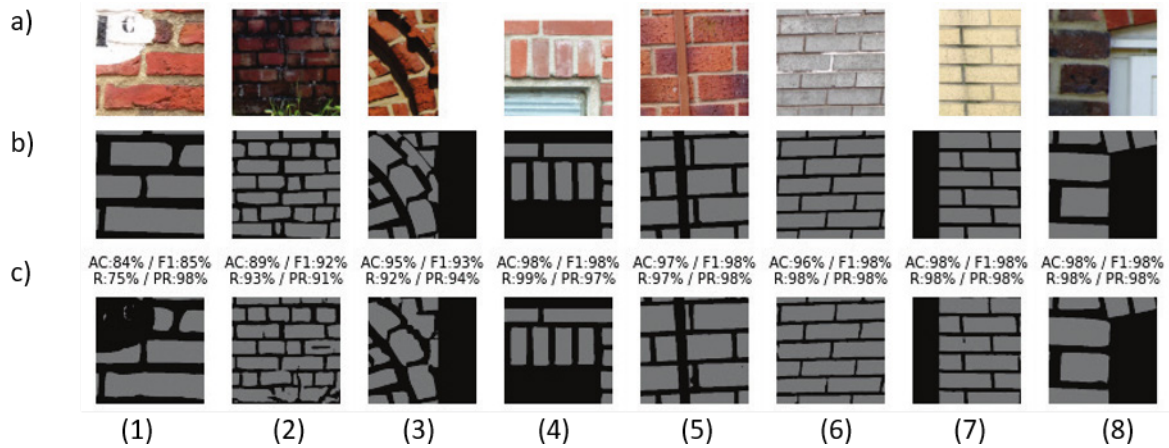 a)
b)
c)
AC:84% / F1:85%
R:75% / PR:98%
AC:89% / F1:92%
R:93% / PR:91%
AC:95% / F1:93%
R:92% / PR:94%
AC:98% / F1:98%
R:99% / PR:97%
AC:97% / F1:98%
R:97% / PR:98%
AC:96% / F1:98%
R:98% / PR:98%
AC:98% / F1:98%
R:98% / PR:98%
AC:98% / F1:98%
R:98% / PR:98%
(1)
(2)
(3)
(4)
(5)
(6)
(7)
(8)